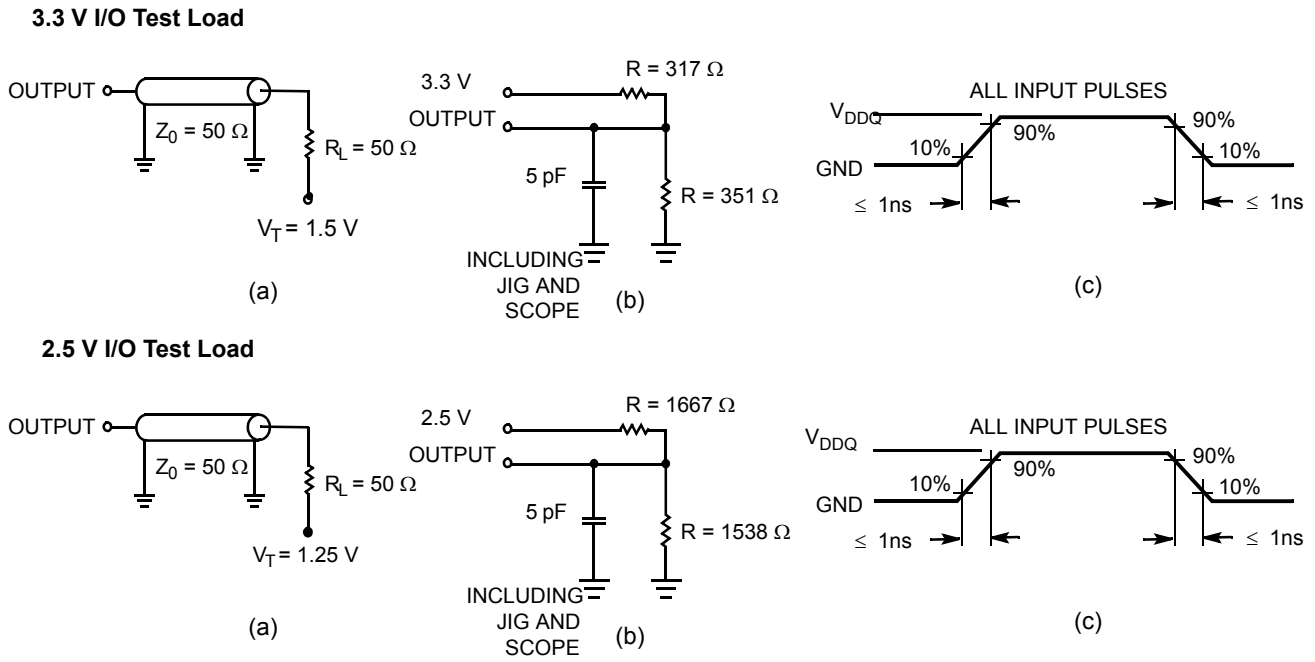 3.3 V I/O Test Load
OUTPUT
Z0 = 50 Ω
RL = 50 Ω
VT = 1.5 V
(a)
3.3 V
OUTPUT
R = 317 Ω
5 pF
R = 351 Ω
INCLUDING
JIG AND
SCOPE
(b)
ALL INPUT PULSES
VDDQ
GND
10%
90%
90%
10%
≤ 1ns
≤ 1ns
(c)
2.5 V I/O Test Load
OUTPUT
Z0 = 50 Ω
RL = 50 Ω
VT = 1.25 V
(a)
2.5 V
OUTPUT
R = 1667 Ω
5 pF
R = 1538 Ω
INCLUDING
JIG AND
SCOPE
(b)
ALL INPUT PULSES
VDDQ
GND
10%
90%
90%
10%
≤ 1ns
≤ 1ns
(c)